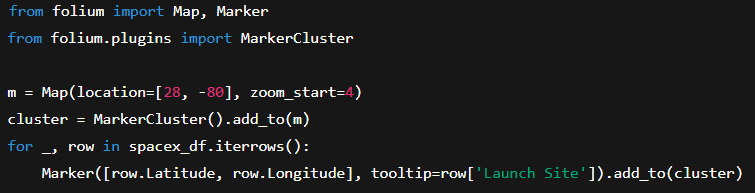 from folium import Map, Marker
from folium.plugins import MarkerCluster
m = Map(location=[28, -80], zoom_start=4)
cluster = MarkerCluster().add_to(m)
for _, row in spacex_df.iterrows():
    Marker([row.Latitude, row.Longitude], tooltip=row['Launch Site']).add_to(cluster)